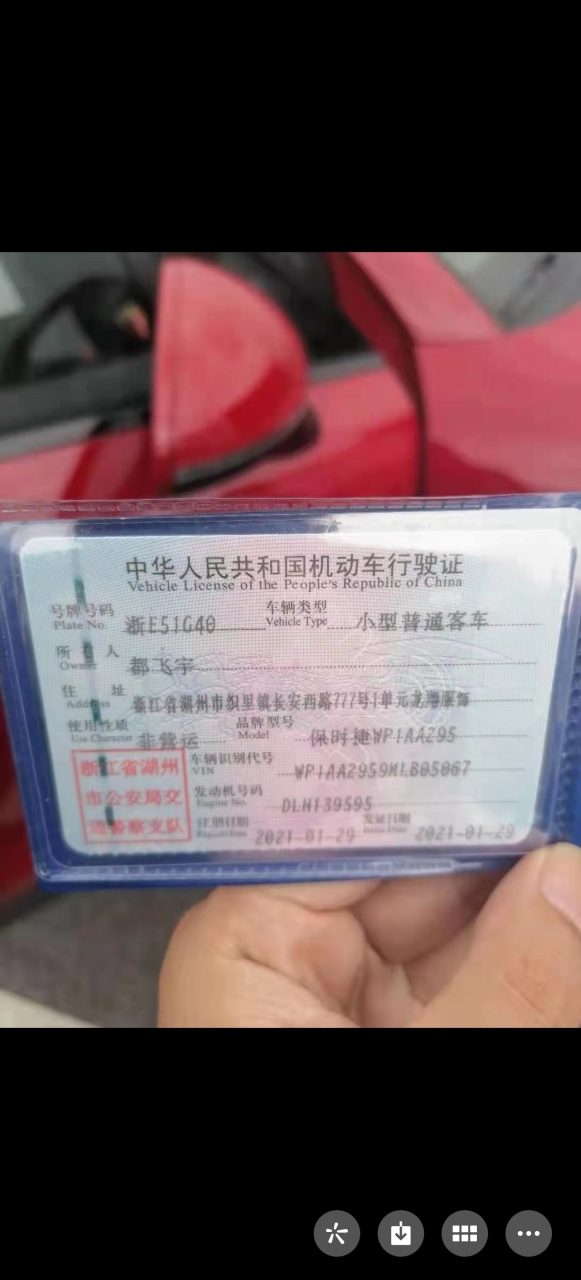 中华人民共和国机动车行驶证
Vehicle License of the People's Republic of China
号牌号码 浙E51G40 车辆类型 小型普通客车
Plate No. Vehicle Type
所有人 都飞宇
Owner
住址 浙江省湖州市织里镇长安西路777号1单元龙海服饰
Address
使用性质 非营运 品牌型号 保时捷WP1AA295
Use Character Model
浙江省湖州
市公安局交
通警察支队
车辆识别代号 WP1AA2959MLB05067
VIN
发动机号码 DLH139595
Engine No.
注册日期 2021-01-29 发证日期 2021-01-29
Register Date Issue Date